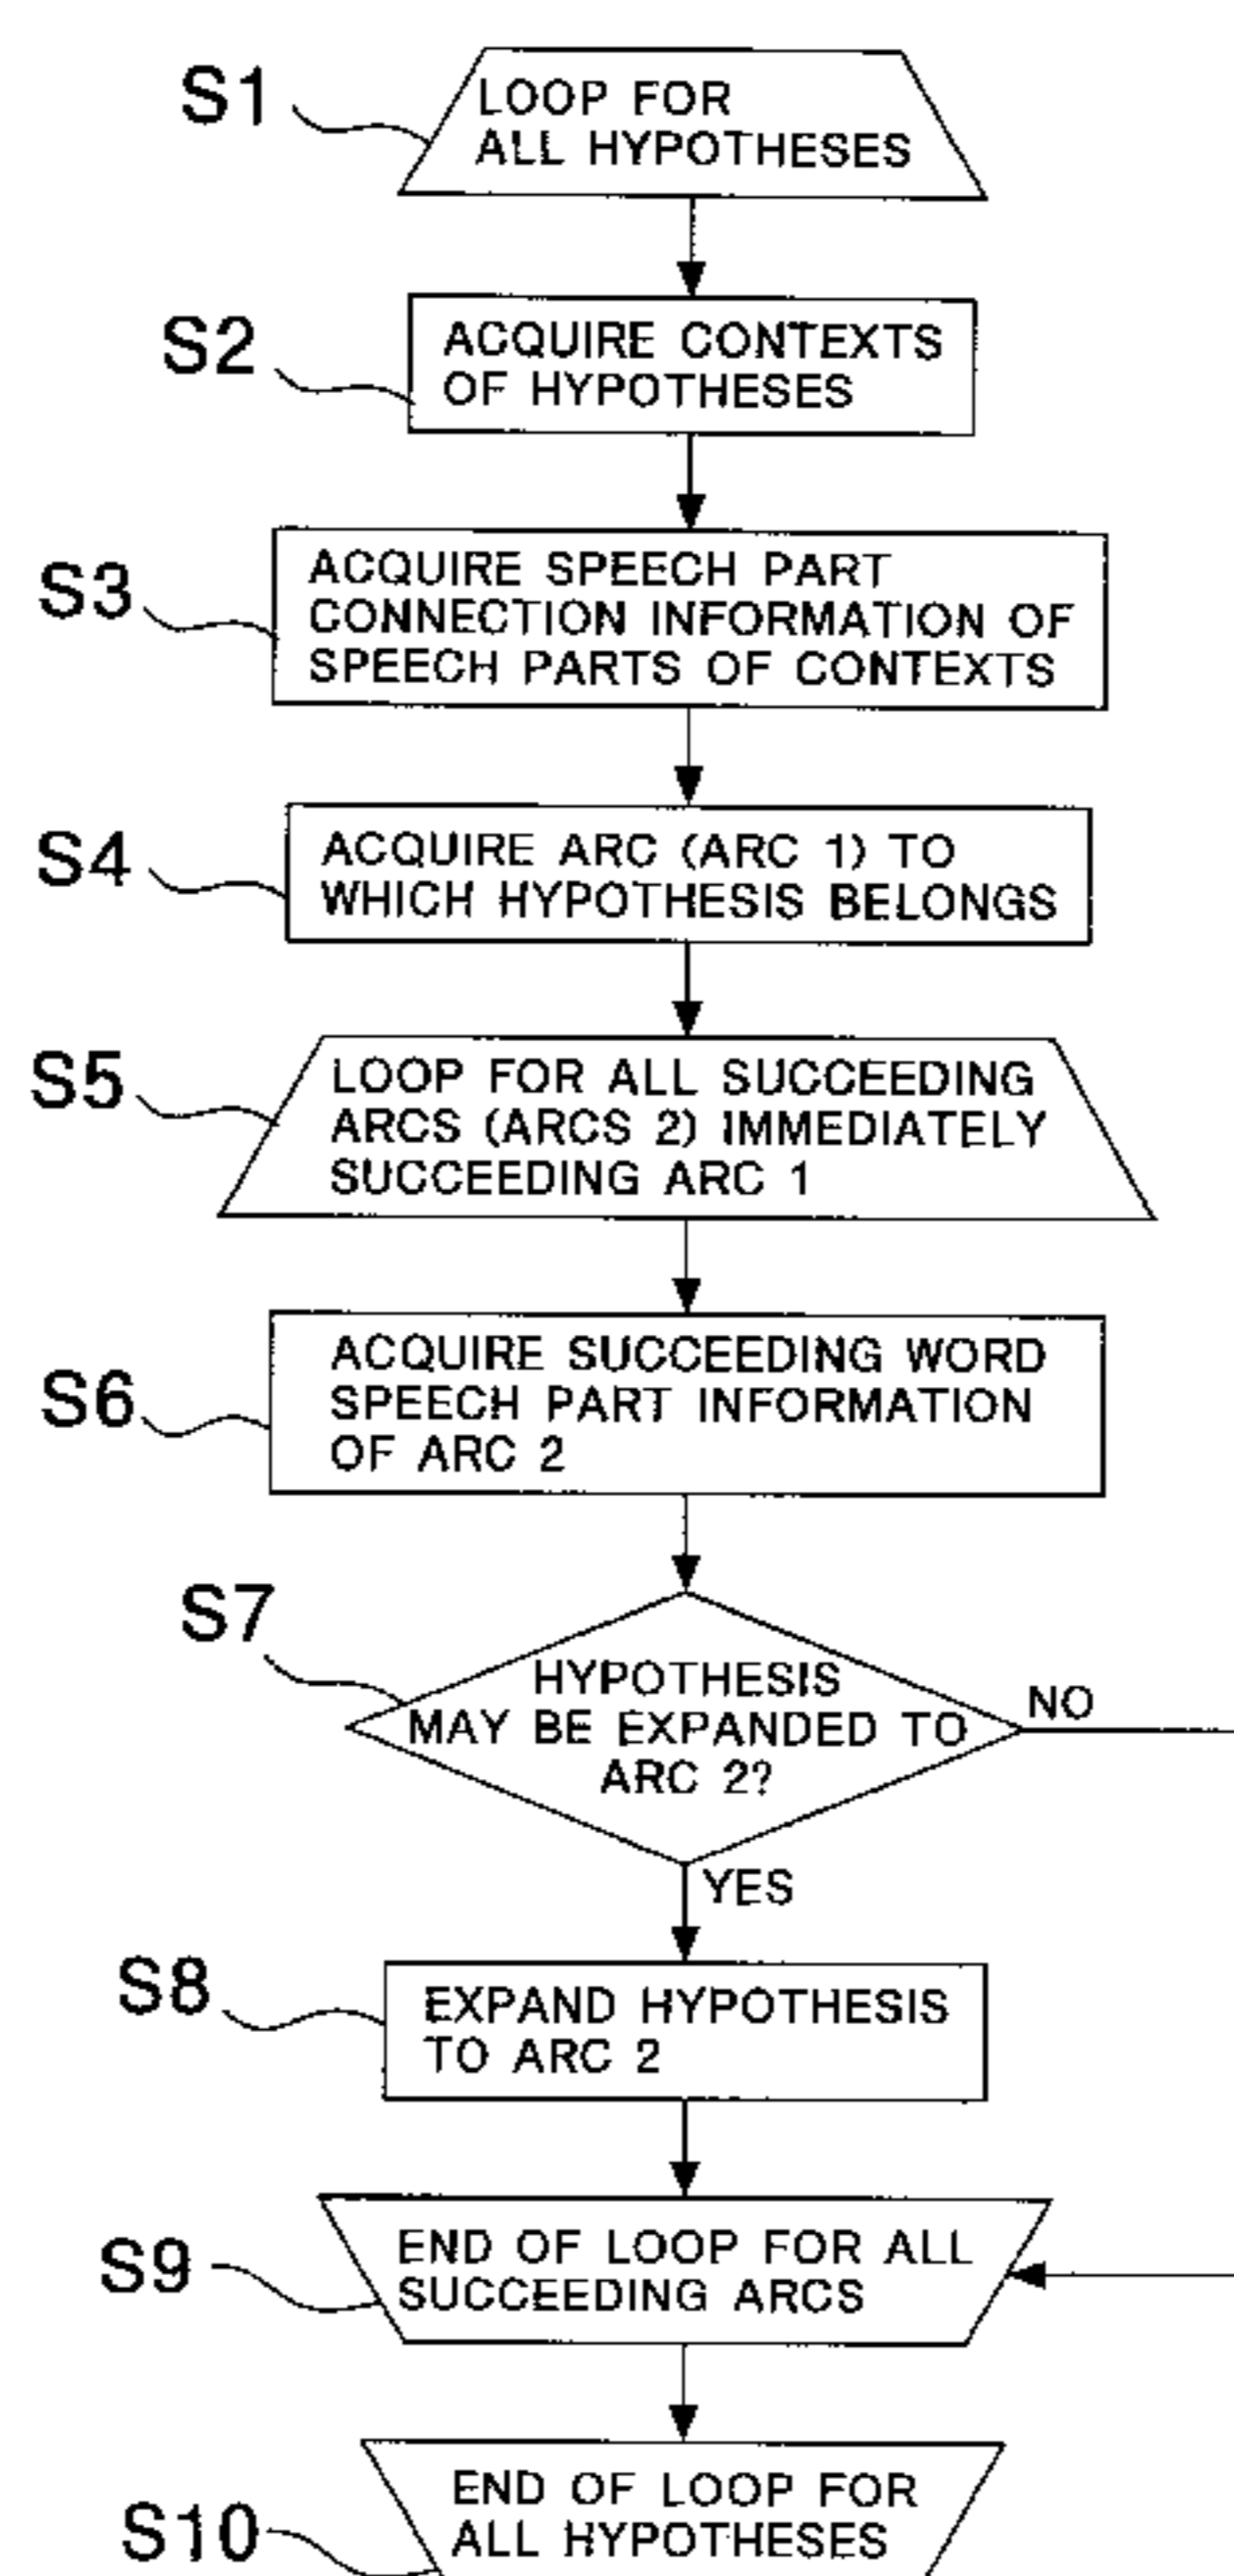 S1
LOOP FOR
ALL HYPOTHESES
S2
ACQUIRE CONTEXTS
OF HYPOTHESES
S3
ACQUIRE SPEECH PART
CONNECTION INFORMATION OF
SPEECH PARTS OF CONTEXTS
S4
ACQUIRE ARC (ARC 1) TO
WHICH HYPOTHESIS BELONGS
S5
LOOP FOR ALL SUCCEEDING
ARCS (ARCS 2) IMMEDIATELY
SUCCEEDING ARC 1
S6
ACQUIRE SUCCEEDING WORD
SPEECH PART INFORMATION
OF ARC 2
S7
HYPOTHESIS
MAY BE EXPANDED TO
ARC 2?
NO
YES
S8
EXPAND HYPOTHESIS
TO ARC 2
S9
END OF LOOP FOR ALL
SUCCEEDING ARCS
S10
END OF LOOP FOR
ALL HYPOTHESES